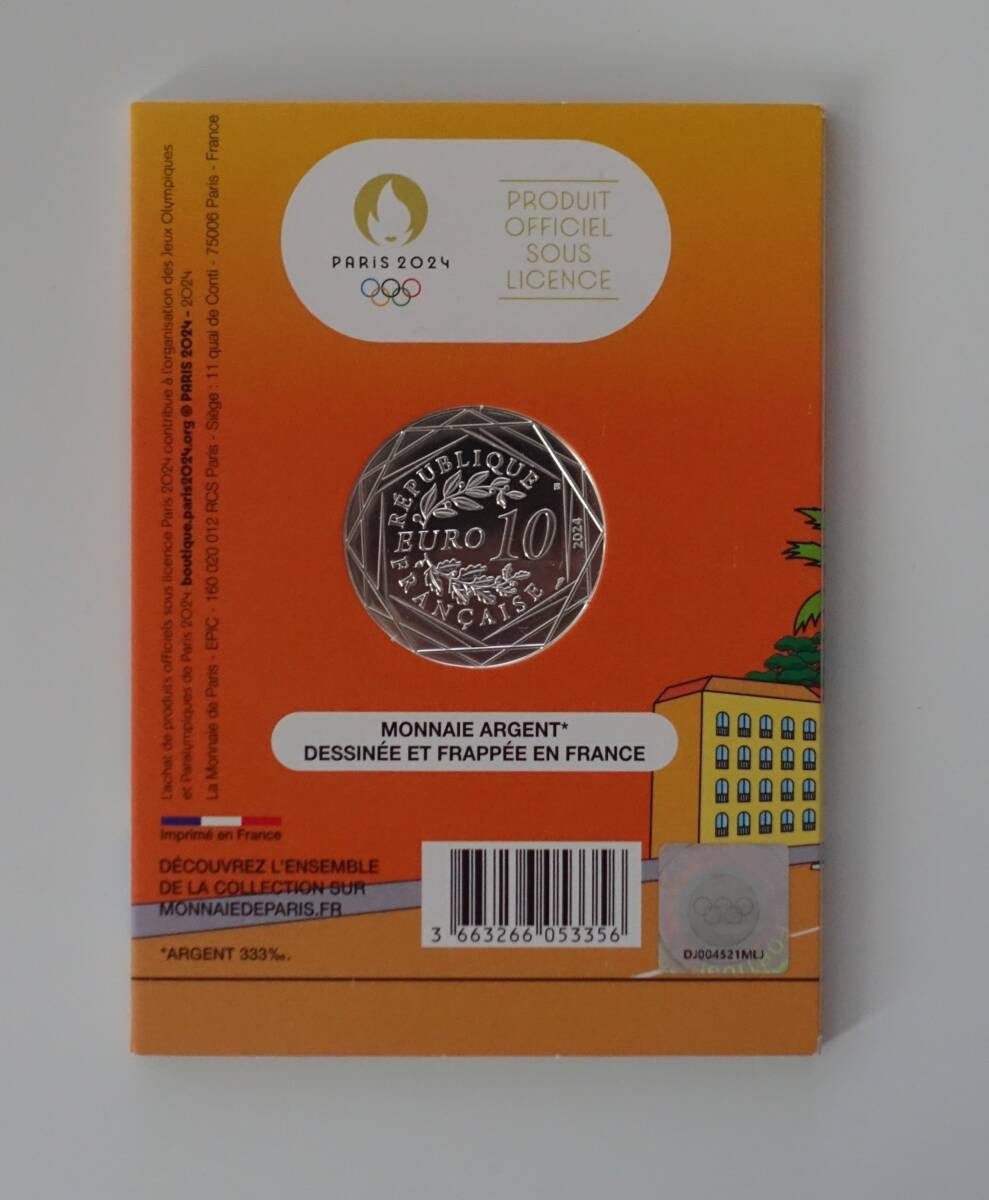 PARIS 2024
PRODUIT
OFFICIEL
SOUS
LICENCE
L'achat de produits officiels sous licence Paris 2024 contribue à l'organisation des Jeux Olympiques
et Paralympiques de Paris 2024. boutique.paris2024.org © PARIS 2024 - 2024
La Monnaie de Paris - EPIC - 160 020 012 RCS Paris - Siège : 11 quai de Conti - 75006 Paris - France
RÉPUBLIQUE
EURO 10
2024
FRANÇAISE
MONNAIE ARGENT*
DESSINÉE ET FRAPPÉE EN FRANCE
Imprimé en France
DÉCOUVREZ L'ENSEMBLE
DE LA COLLECTION SUR
MONNAIEDEPARIS.FR
*ARGENT 333‰.
3 663266 053356
DJ004521MLJ